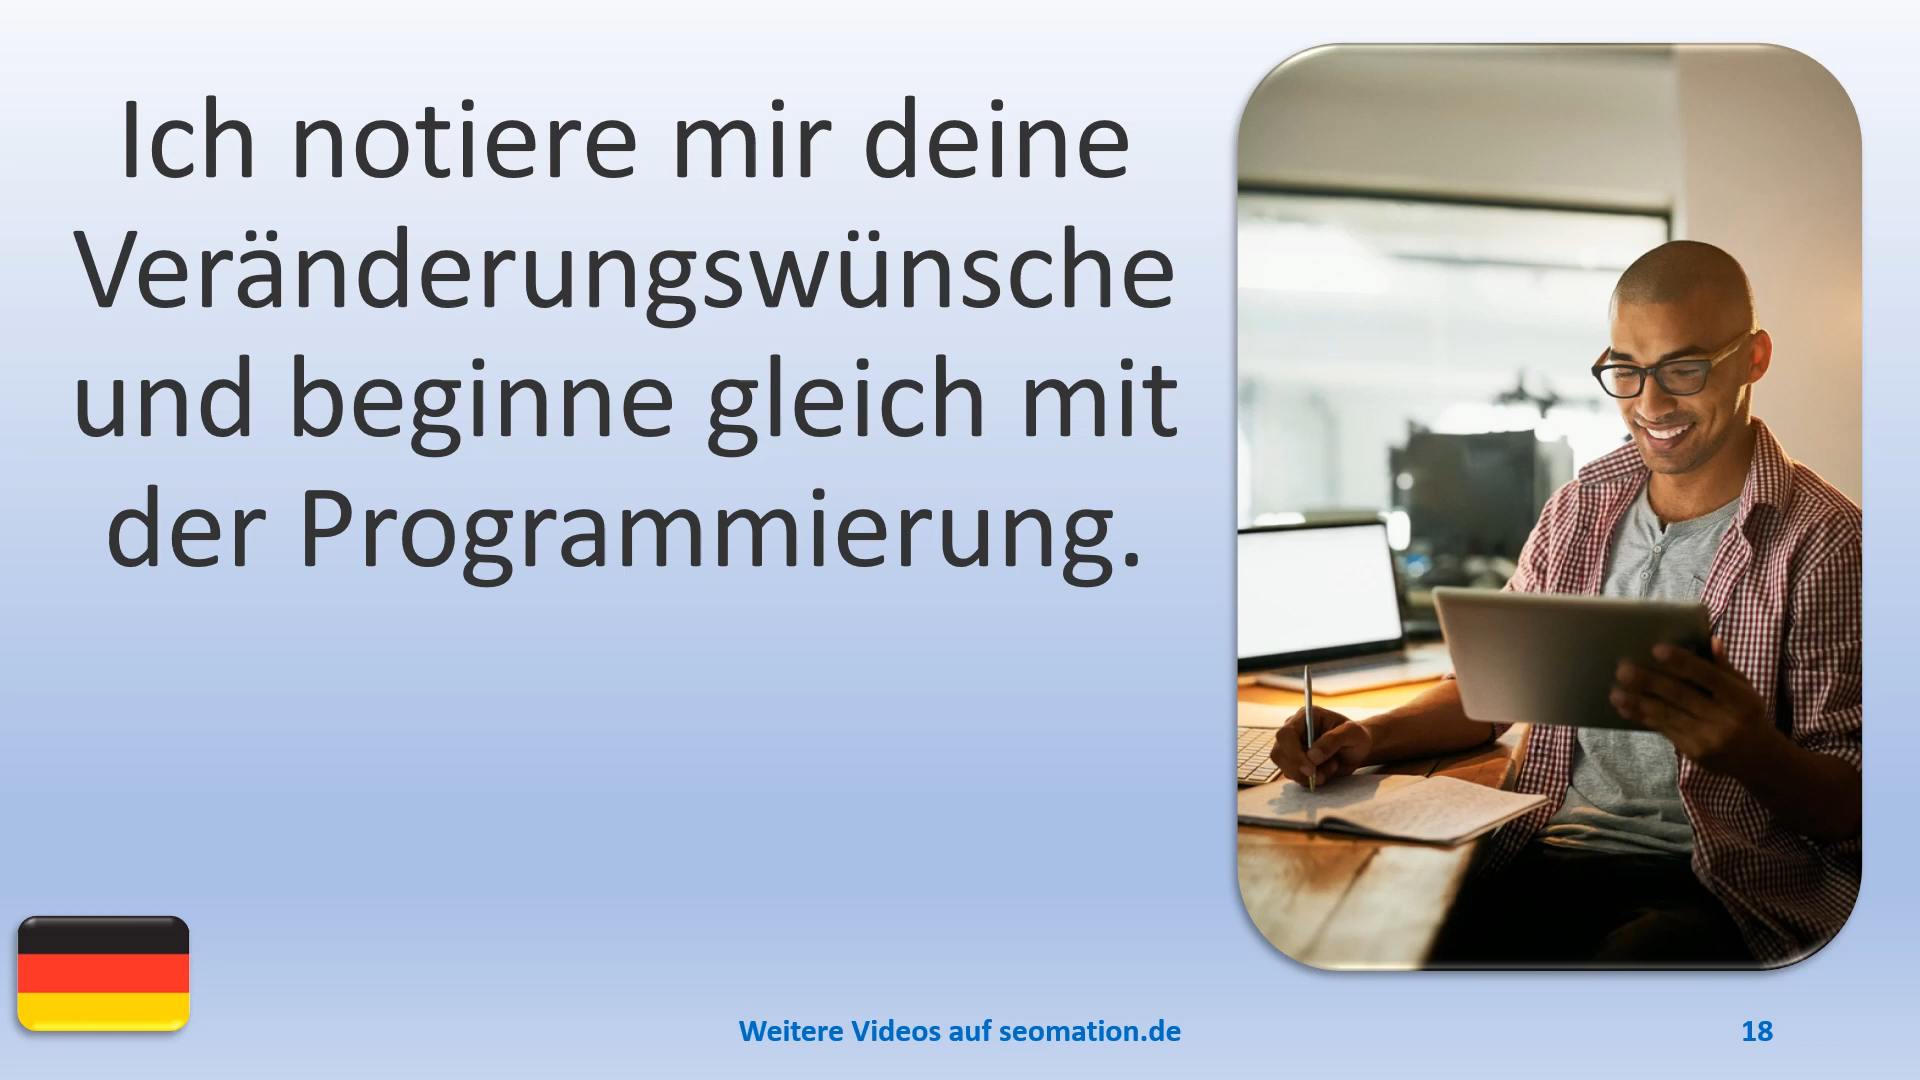 Ich notiere mir deine
Veränderungswünsche
und beginne gleich mit
der Programmierung.
Weitere Videos auf seomation.de
18